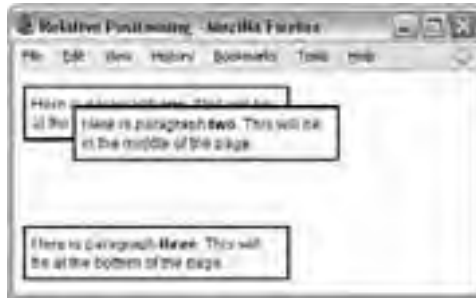 Relative Positioning - Mozilla Firefox
File Edit View History Bookmarks Tools Help
Here is paragraph one. This will be
at the
Here is paragraph two. This will be
in the middle of the page.
Here is paragraph three. This will
be at the bottom of the page.